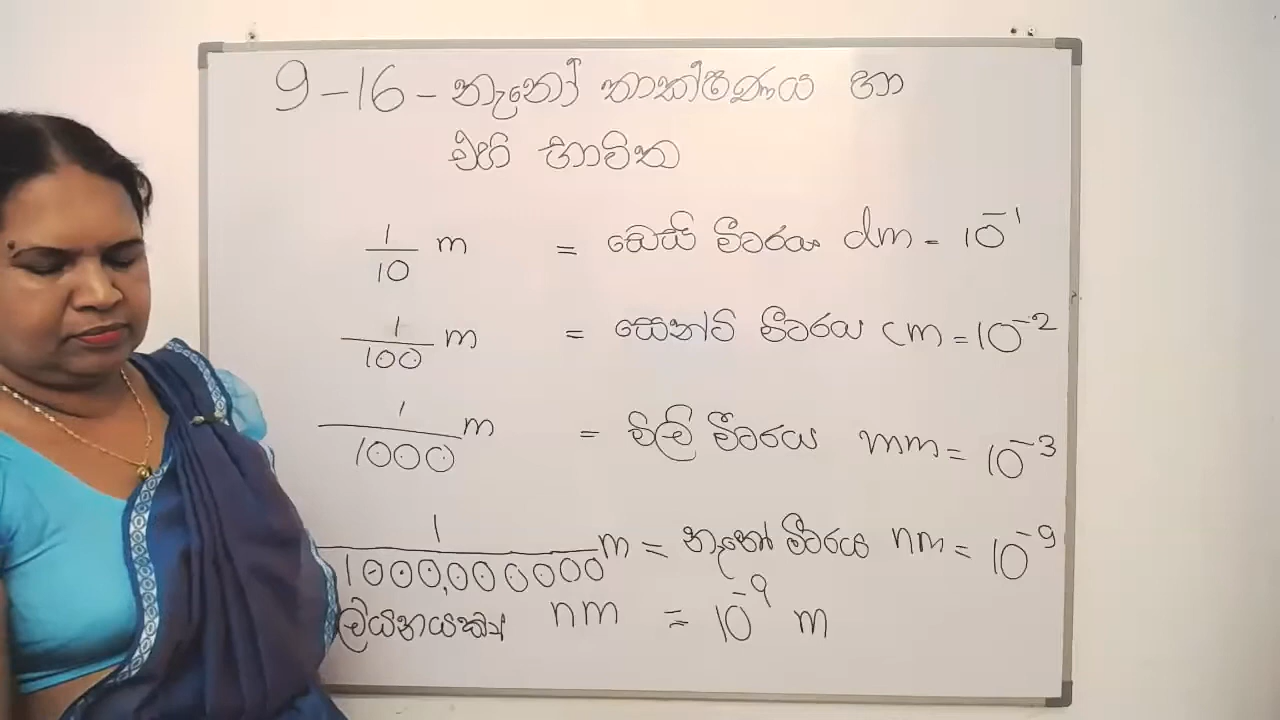 9-16 - නැනෝ තාක්ෂණය හා
එහි භාවිත
1/10 m = ඩෙසි මීටරය dm = 10⁻¹
1/100 m = සෙන්ටි මීටරය cm = 10⁻²
1/1000 m = මිලි මීටරය mm = 10⁻³
1/1000,000000 m = නැනෝ මීටරය nm = 10⁻⁹
nm = 10⁻⁹ m